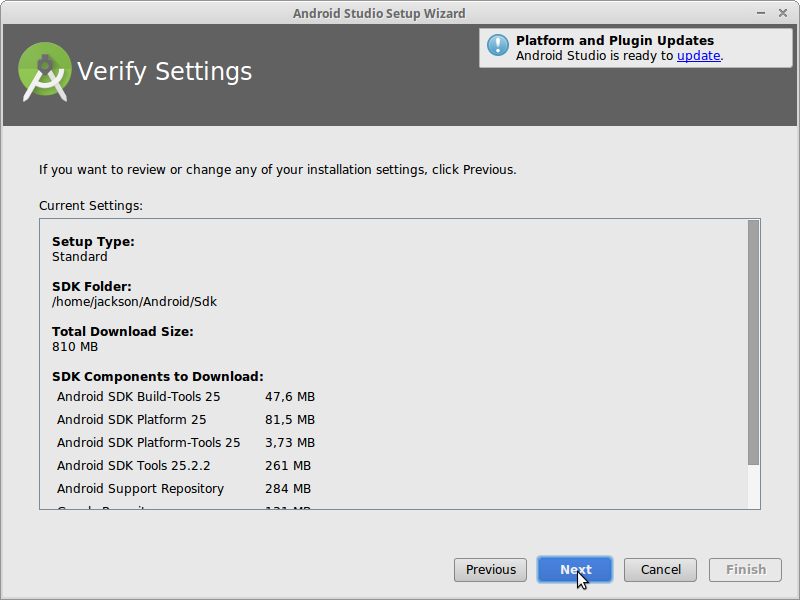 Android Studio Setup Wizard
Platform and Plugin Updates
Android Studio is ready to update.
Verify Settings
If you want to review or change any of your installation settings, click Previous.
Current Settings:
Setup Type:
Standard
SDK Folder:
/home/jackson/Android/Sdk
Total Download Size:
810 MB
SDK Components to Download:
Android SDK Build-Tools 25 47,6 MB
Android SDK Platform 25 81,5 MB
Android SDK Platform-Tools 25 3,73 MB
Android SDK Tools 25.2.2 261 MB
Android Support Repository 284 MB
Previous Next Cancel Finish